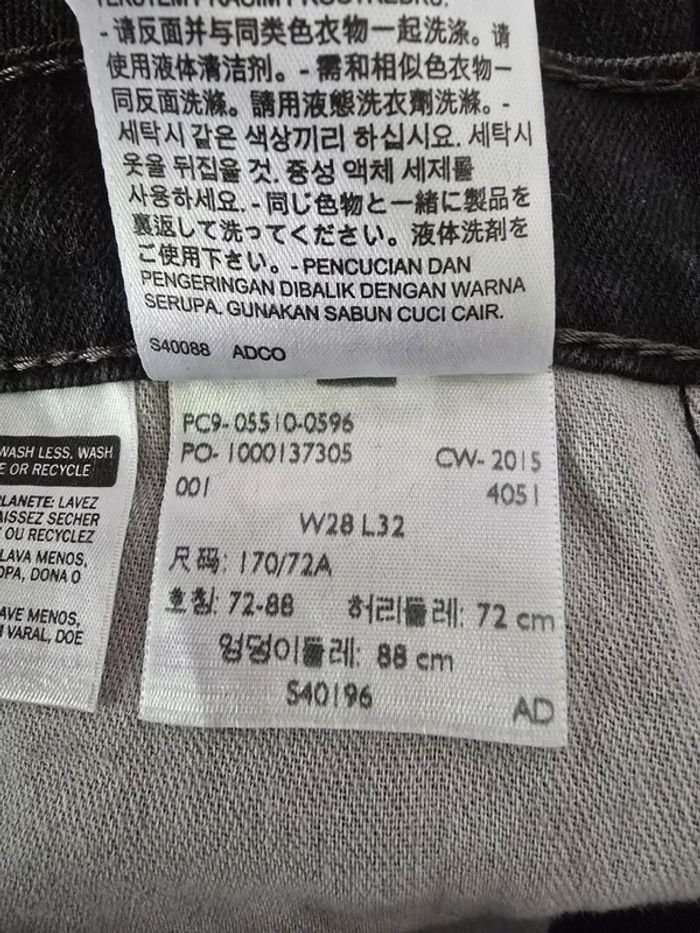 - 请反面并与同类色衣物一起洗涤。请
使用液体清洁剂。- 需和相似色衣物一
同反面洗滌。請用液態洗衣劑洗滌。-
세탁시 같은 색상끼리 하십시요. 세탁시
옷을 뒤집을 것. 중성 액체 세제를
사용하세요. - 同じ色物と一緒に製品を
裏返して洗ってください。液体洗剤を
ご使用下さい。- PENCUCIAN DAN
PENGERINGAN DIBALIK DENGAN WARNA
SERUPA. GUNAKAN SABUN CUCI CAIR.
S40088 ADCO
WASH LESS, WASH
E OR RECYCLE
LANETE: LAVEZ
AISSEZ SECHER
OU RECYCLEZ
LAVA MENOS,
OPA, DONA O
AVE MENOS,
VARAL, DOE
PC9-05510-0596
PO-1000137305 CW-2015
001 4051
W28 L32
尺码: 170/72A
호칭: 72-88 허리둘레: 72 cm
엉덩이둘레: 88 cm
S40196 AD